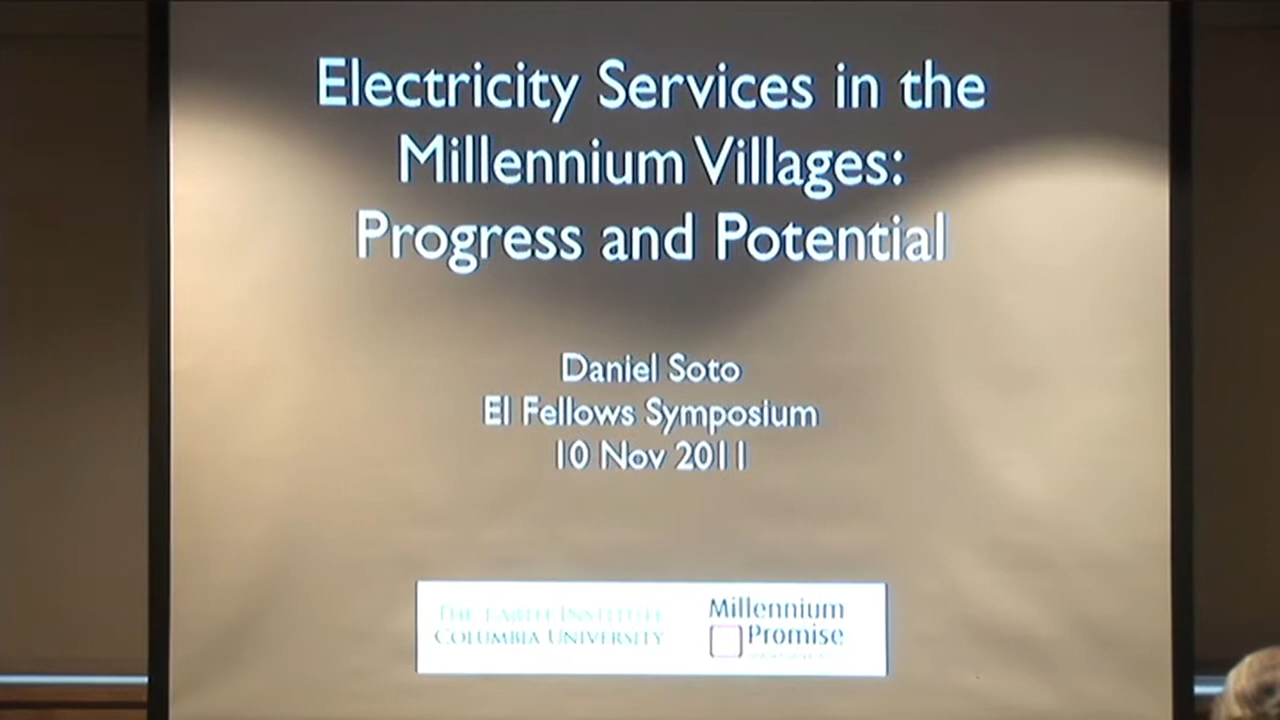 Electricity Services in the
Millennium Villages:
Progress and Potential
Daniel Soto
EI Fellows Symposium
10 Nov 2011
THE EARTH INSTITUTE
COLUMBIA UNIVERSITY
Millennium
Promise